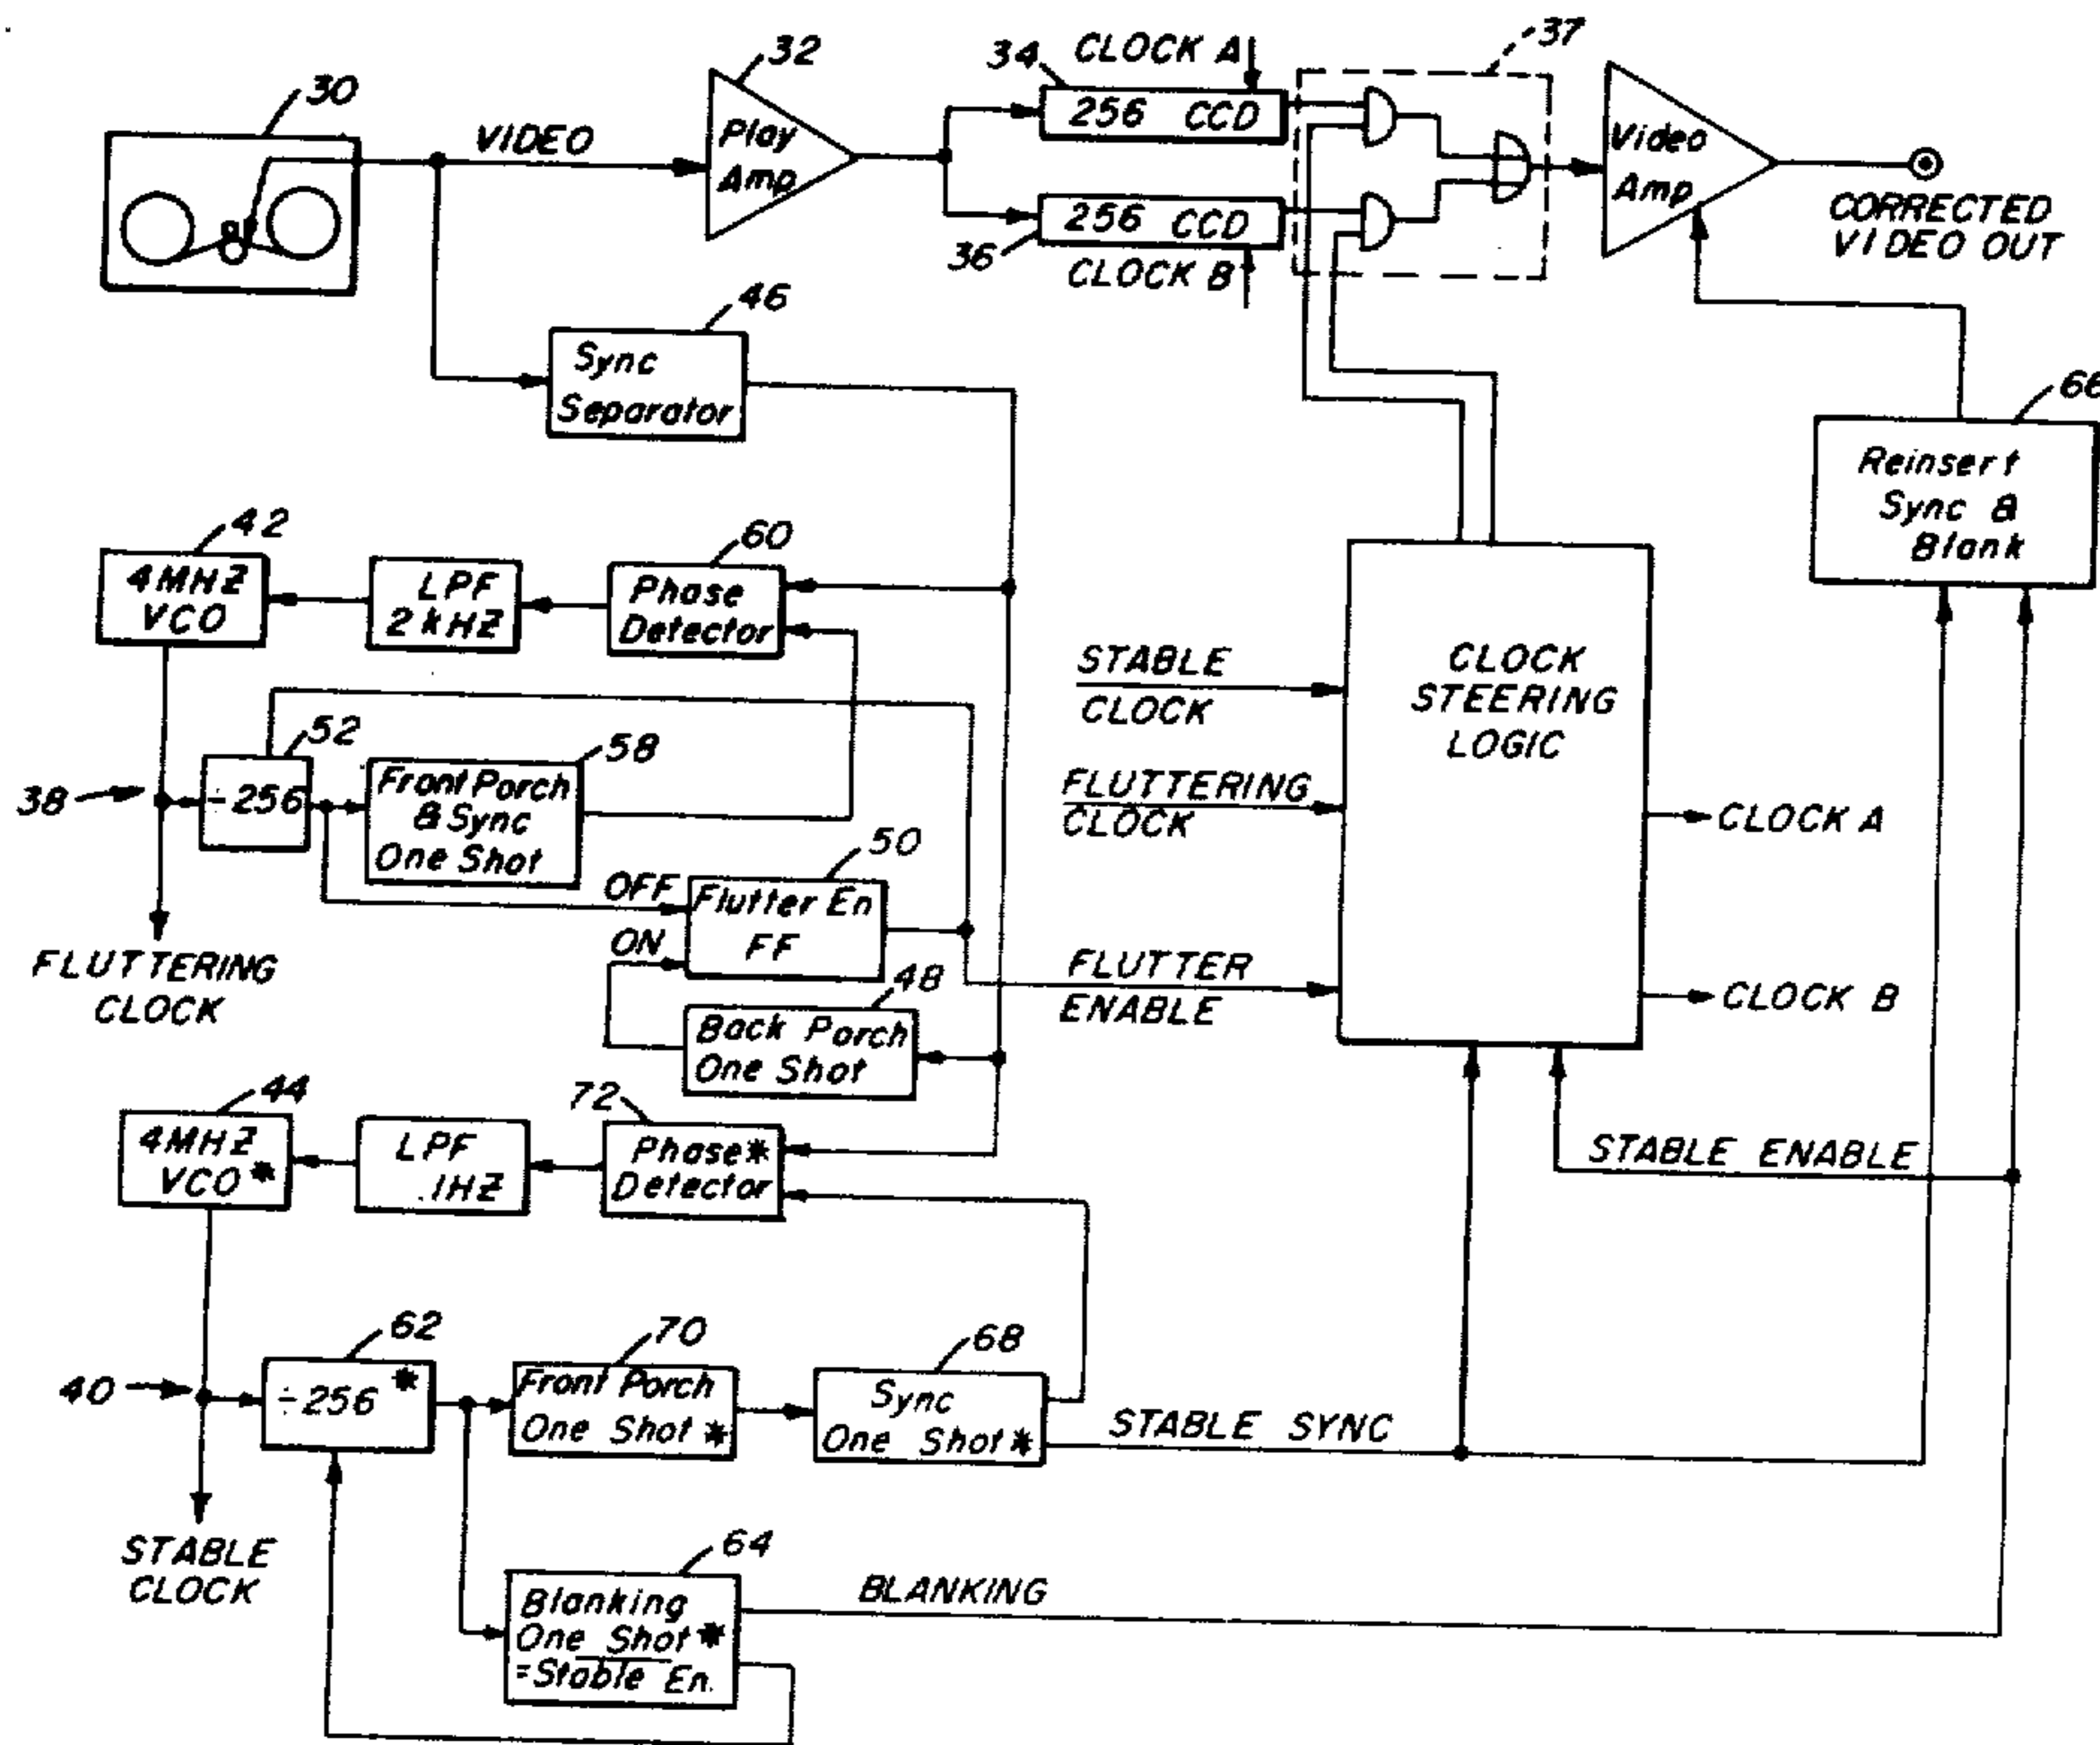 30
VIDEO
32
Play
Amp
34
CLOCK A
256 CCD
36
256 CCD
CLOCK B
37
Video
Amp
CORRECTED
VIDEO OUT
46
Sync
Separator
66
Reinsert
Sync &
Blank
42
4MHZ
VCO
LPF
2 kHZ
60
Phase
Detector
STABLE
CLOCK
FLUTTERING
CLOCK
CLOCK
STEERING
LOGIC
CLOCK A
CLOCK B
38
52
-256
58
Front Porch
& Sync
One Shot
OFF
ON
50
Flutter En
FF
FLUTTER
ENABLE
48
Back Porch
One Shot
FLUTTERING
CLOCK
44
4MHZ
VCO *
LPF
.1HZ
72
Phase*
Detector
STABLE ENABLE
40
62
÷256 *
70
Front Porch
One Shot *
68
Sync
One Shot *
STABLE SYNC
STABLE
CLOCK
64
Blanking
One Shot *
=Stable En.
BLANKING